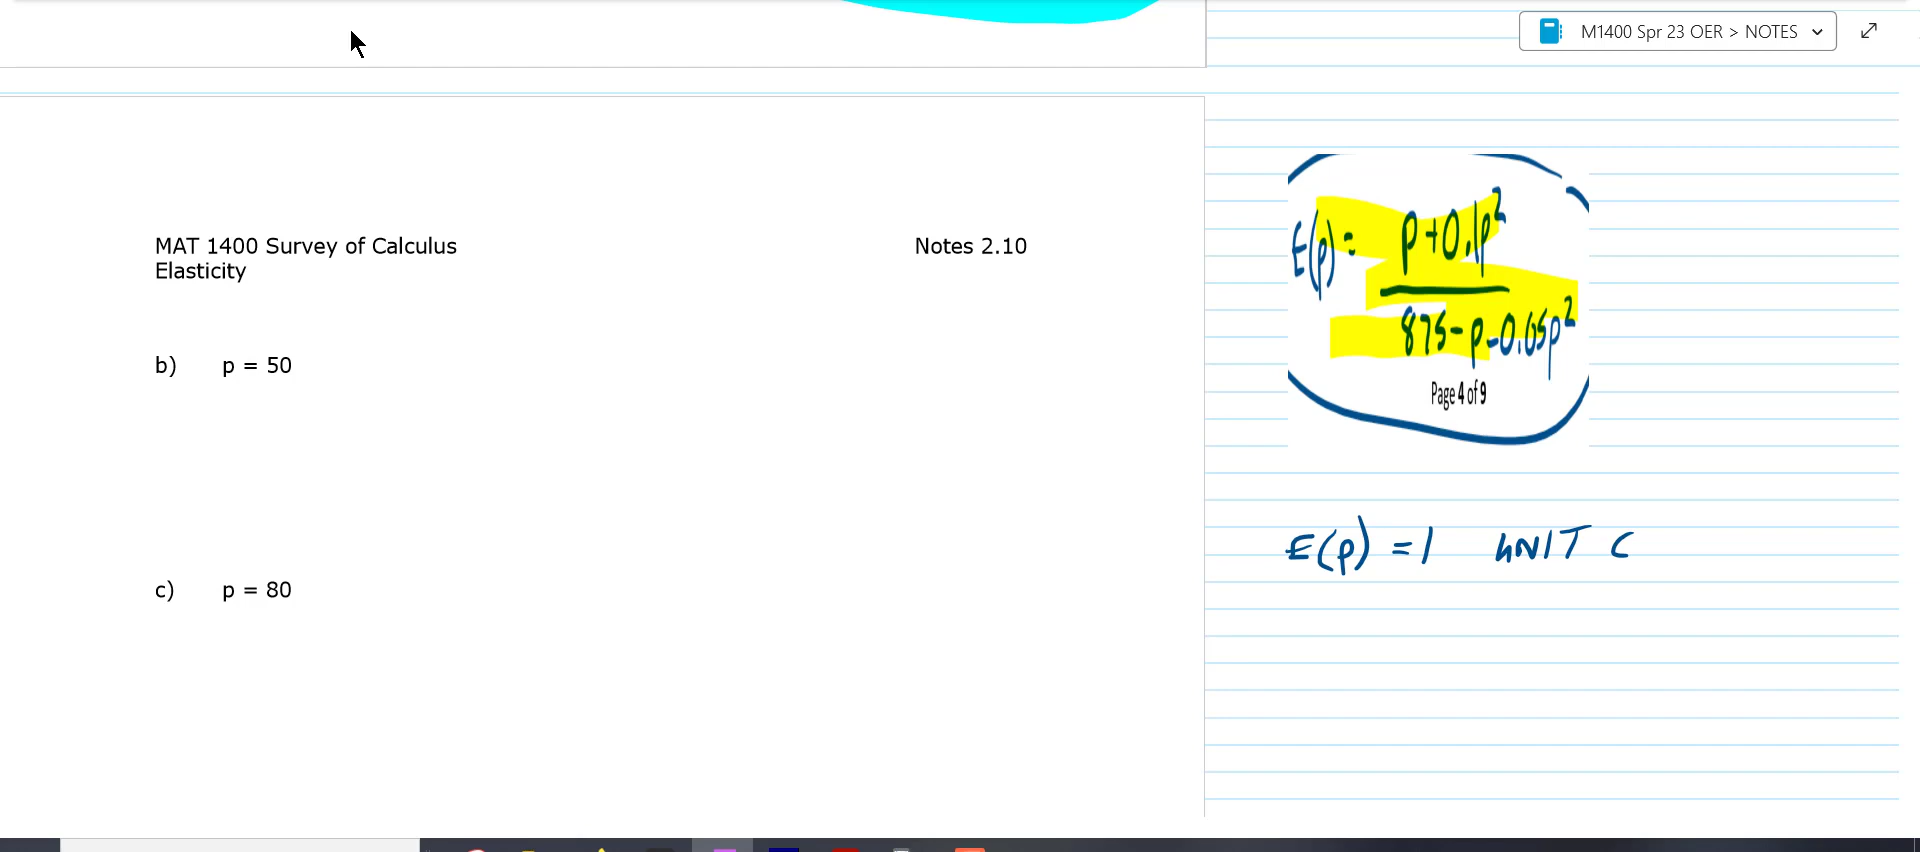 M1400 Spr 23 OER > NOTES
MAT 1400 Survey of Calculus
Notes 2.10
Elasticity
b) p = 50
c) p = 80
E(p) = p+0.1p²
875-p-0.05p²
Page 4 of 9
E(p) = 1 UNIT C